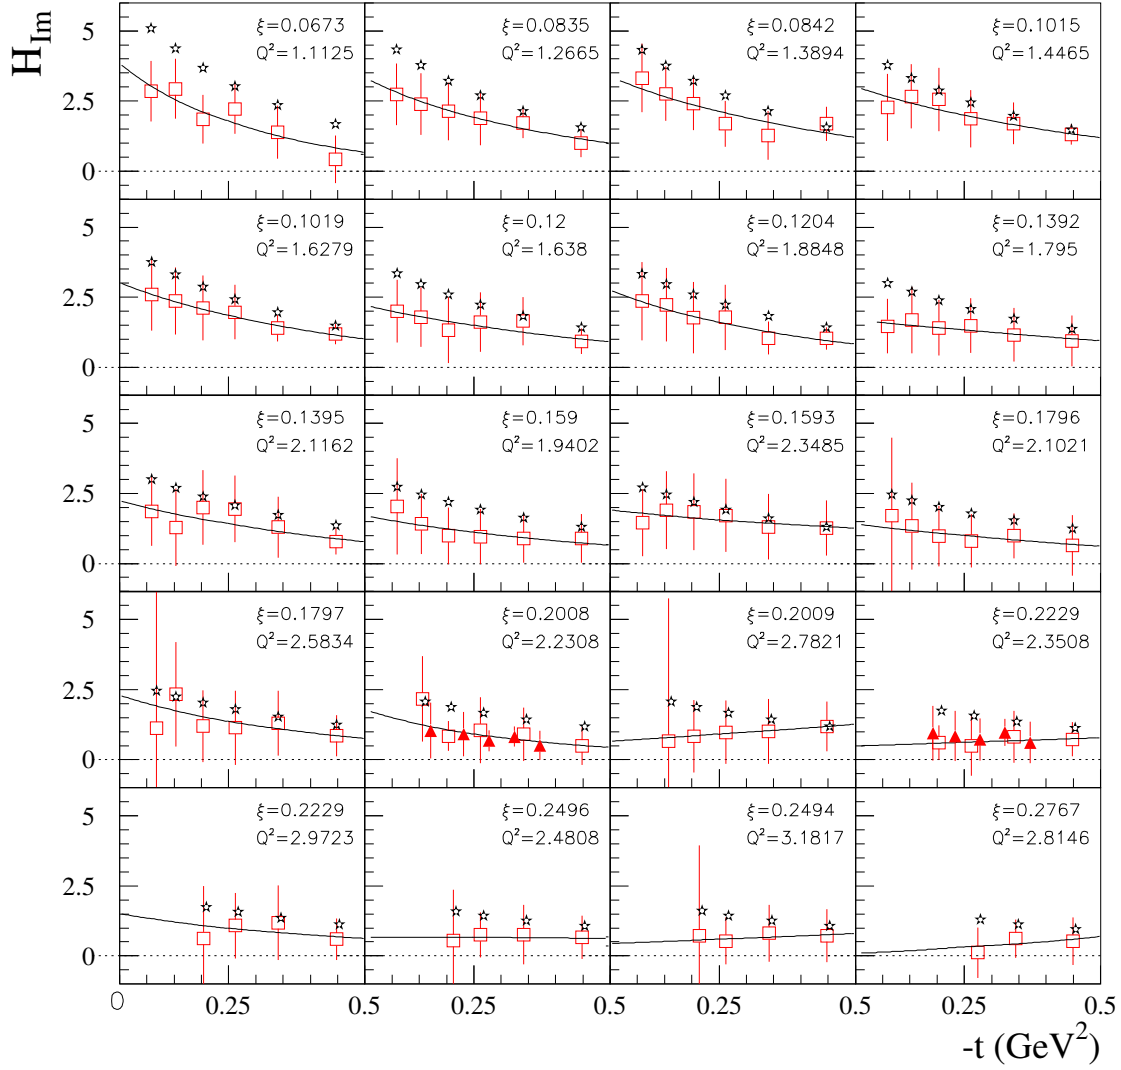 H_Im
5
2.5
0
ξ=0.0673
Q²=1.1125
ξ=0.0835
Q²=1.2665
ξ=0.0842
Q²=1.3894
ξ=0.1015
Q²=1.4465
5
2.5
0
ξ=0.1019
Q²=1.6279
ξ=0.12
Q²=1.638
ξ=0.1204
Q²=1.8848
ξ=0.1392
Q²=1.795
5
2.5
0
ξ=0.1395
Q²=2.1162
ξ=0.159
Q²=1.9402
ξ=0.1593
Q²=2.3485
ξ=0.1796
Q²=2.1021
5
2.5
0
ξ=0.1797
Q²=2.5834
ξ=0.2008
Q²=2.2308
ξ=0.2009
Q²=2.7821
ξ=0.2229
Q²=2.3508
5
2.5
0
ξ=0.2229
Q²=2.9723
ξ=0.2496
Q²=2.4808
ξ=0.2494
Q²=3.1817
ξ=0.2767
Q²=2.8146
0 0.25 0.5 0.25 0.5 0.25 0.5 0.25 0.5
-t (GeV²)